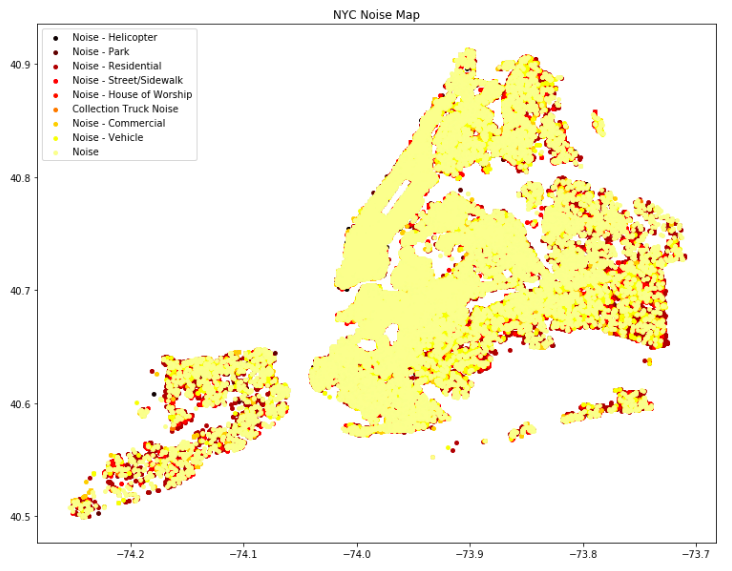 NYC Noise Map
Noise - Helicopter
Noise - Park
Noise - Residential
Noise - Street/Sidewalk
Noise - House of Worship
Collection Truck Noise
Noise - Commercial
Noise - Vehicle
Noise
40.9
40.8
40.7
40.6
40.5
−74.2
−74.1
−74.0
−73.9
−73.8
−73.7